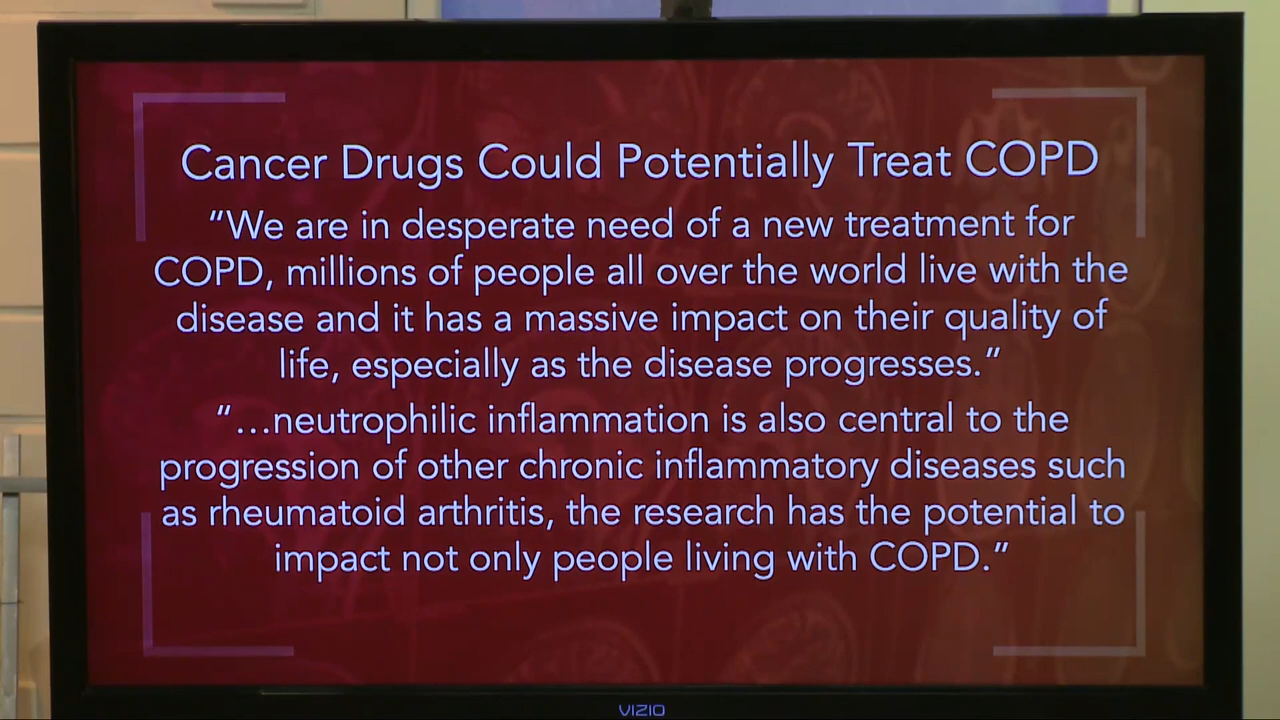 Cancer Drugs Could Potentially Treat COPD
“We are in desperate need of a new treatment for
COPD, millions of people all over the world live with the
disease and it has a massive impact on their quality of
life, especially as the disease progresses.”
“…neutrophilic inflammation is also central to the
progression of other chronic inflammatory diseases such
as rheumatoid arthritis, the research has the potential to
impact not only people living with COPD.”
VIZIO